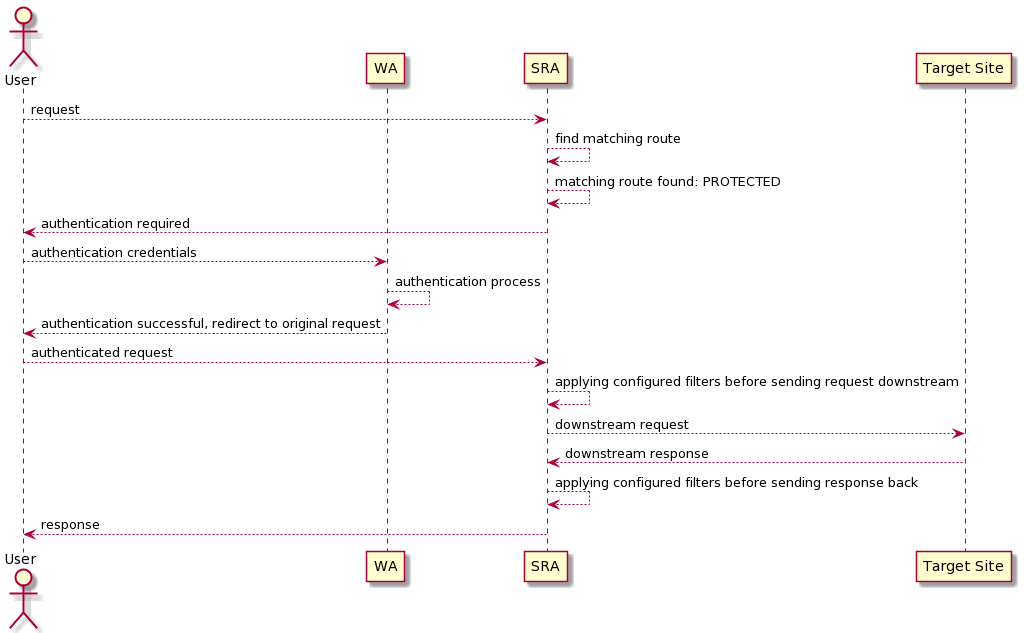 User
WA
SRA
Target Site
request
find matching route
matching route found: PROTECTED
authentication required
authentication credentials
authentication process
authentication successful, redirect to original request
authenticated request
applying configured filters before sending request downstream
downstream request
downstream response
applying configured filters before sending response back
response
User
WA
SRA
Target Site